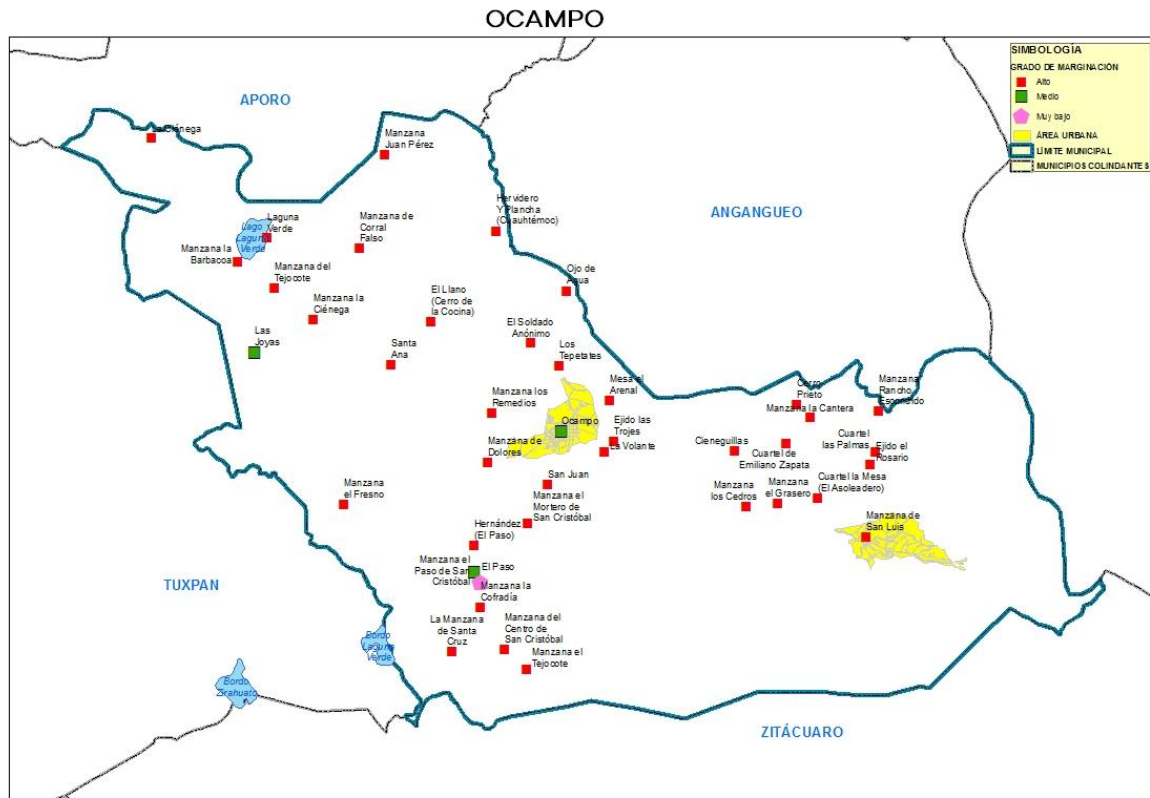 OCAMPO
SIMBOLOGÍA
GRADO DE MARGINACIÓN
Alto
Medio
Muy bajo
ÁREA URBANA
LÍMITE MUNICIPAL
MUNICIPIOS COLINDANTES
APORO
La Ciénega
Manzana
Juan Pérez
Hervidero
Y Plancha
(Cuauhtémoc)
ANGANGUEO
Laguna
Verde
Lago
Laguna
Verde
Manzana de
Corral
Falso
Manzana la
Barbacoa
Manzana del
Tejocote
Ojo de
Agua
Manzana la
Ciénega
El Llano
(Cerro de
la Cocina)
Las
Joyas
Santa
Ana
El Soldado
Anónimo
Los
Tepetates
Mesa el
Arenal
Manzana los
Remedios
Ocampo
Ejido las
Trojes
La Volante
Manzana de
Dolores
Cerro
Prieto
Manzana
Rancho
Escondido
Manzana la Cantera
Cieneguillas
Cuartel de
Emiliano Zapata
Cuartel
las Palmas
Ejido el
Rosario
Manzana
los Cedros
Manzana
el Grasero
Cuartel la Mesa
(El Asoleadero)
Manzana de
San Luis
San Juan
Manzana
el Fresno
Manzana el
Mortero de
San Cristóbal
Hernández
(El Paso)
Manzana el
Paso de San
Cristóbal
El Paso
Manzana la
Cofradía
TUXPAN
La Manzana
de Santa
Cruz
Manzana del
Centro de
San Cristóbal
Manzana el
Tejocote
Bordo
Laguna
Verde
Bordo
Zirahuato
ZITÁCUARO